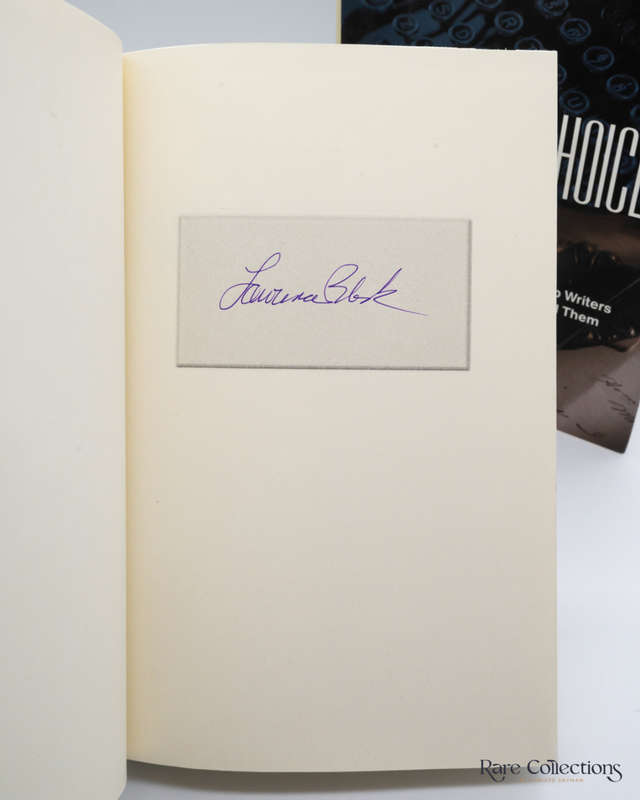 HOICE
Writers
Them
Lawrence Block
Rare Collections